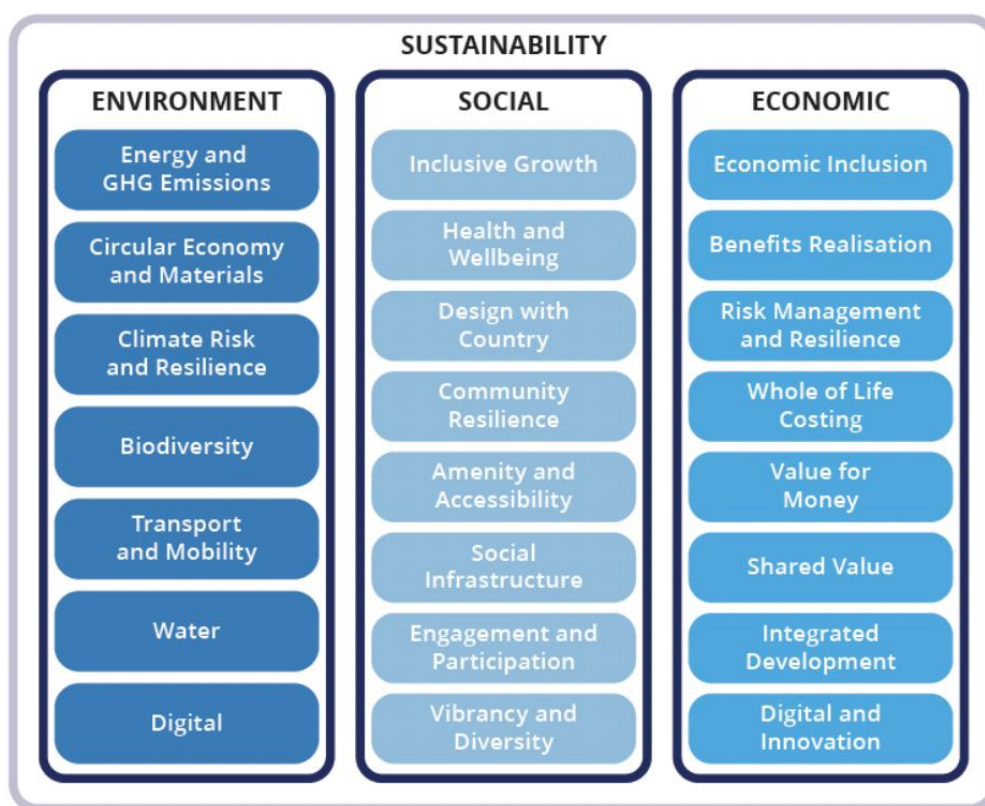 SUSTAINABILITY
ENVIRONMENT
Energy and
GHG Emissions
Circular Economy
and Materials
Climate Risk
and Resilience
Biodiversity
Transport
and Mobility
Water
Digital
SOCIAL
Inclusive Growth
Health and
Wellbeing
Design with
Country
Community
Resilience
Amenity and
Accessibility
Social
Infrastructure
Engagement and
Participation
Vibrancy and
Diversity
ECONOMIC
Economic Inclusion
Benefits Realisation
Risk Management
and Resilience
Whole of Life
Costing
Value for
Money
Shared Value
Integrated
Development
Digital and
Innovation